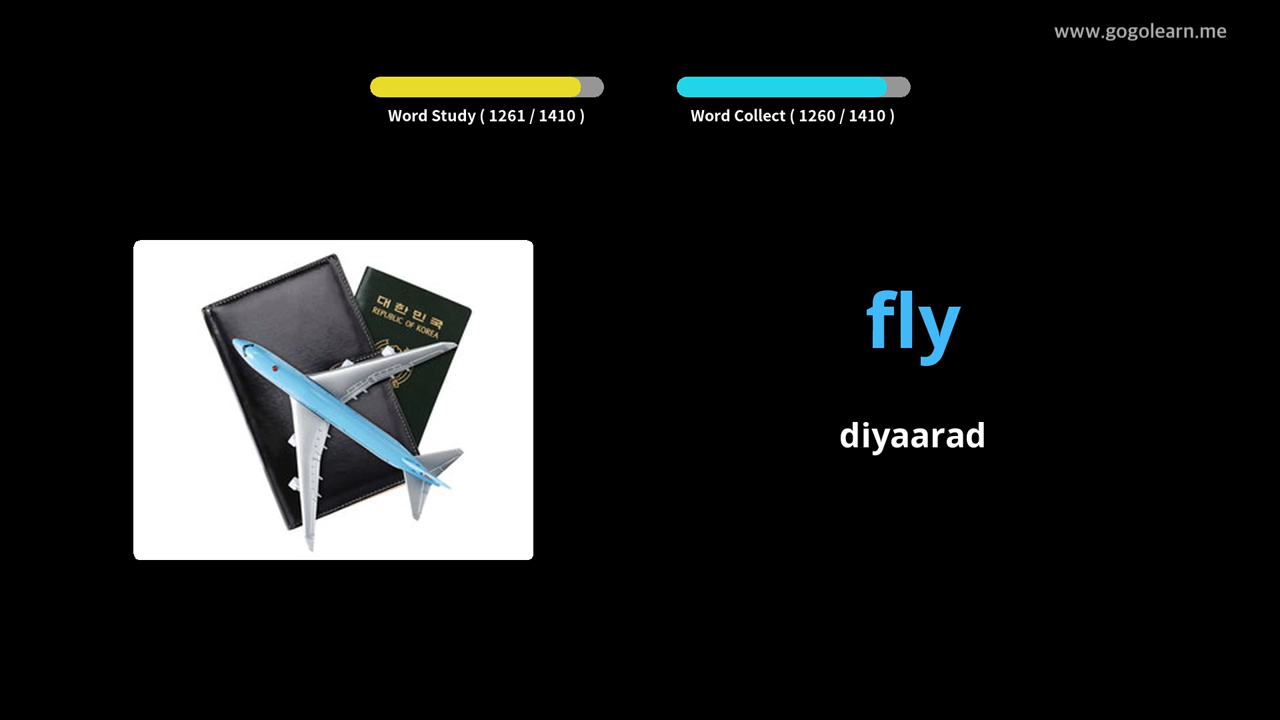 www.gogolearn.me
Word Study ( 1261 / 1410 )
Word Collect ( 1260 / 1410 )
대한민국
REPUBLIC OF KOREA
fly
diyaarad